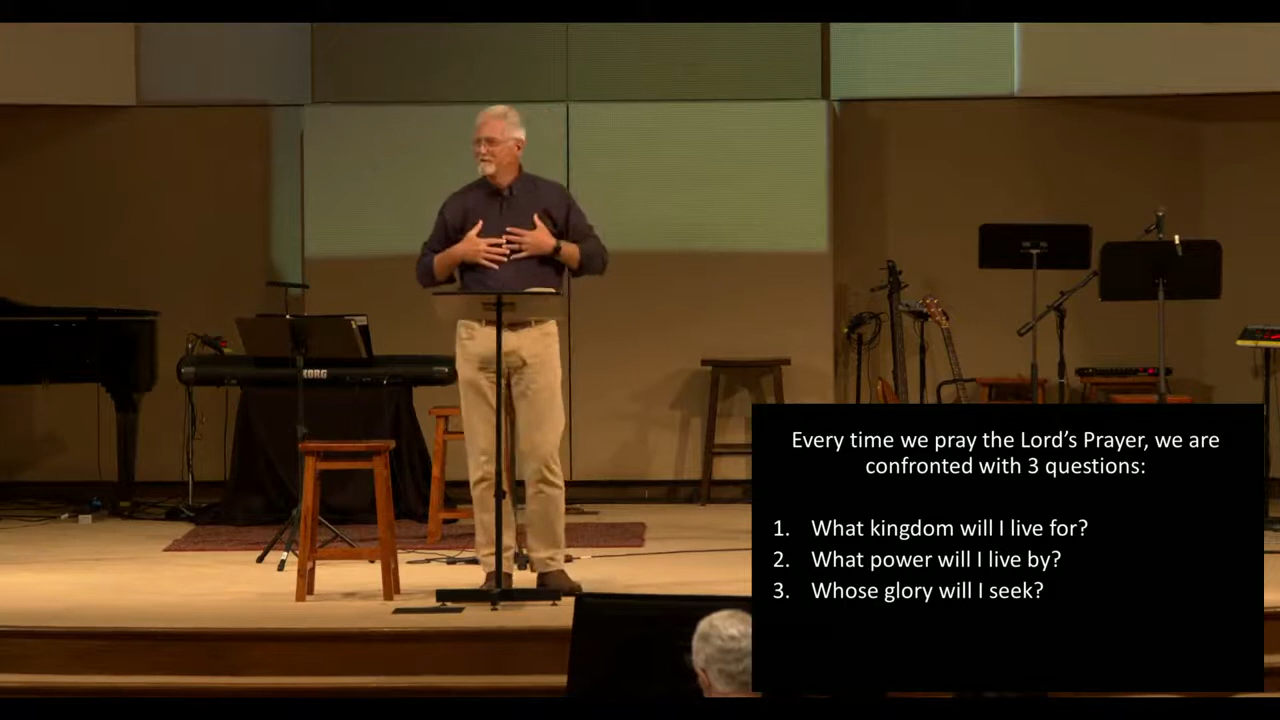 KORG
Every time we pray the Lord’s Prayer, we are
confronted with 3 questions:
1. What kingdom will I live for?
2. What power will I live by?
3. Whose glory will I seek?